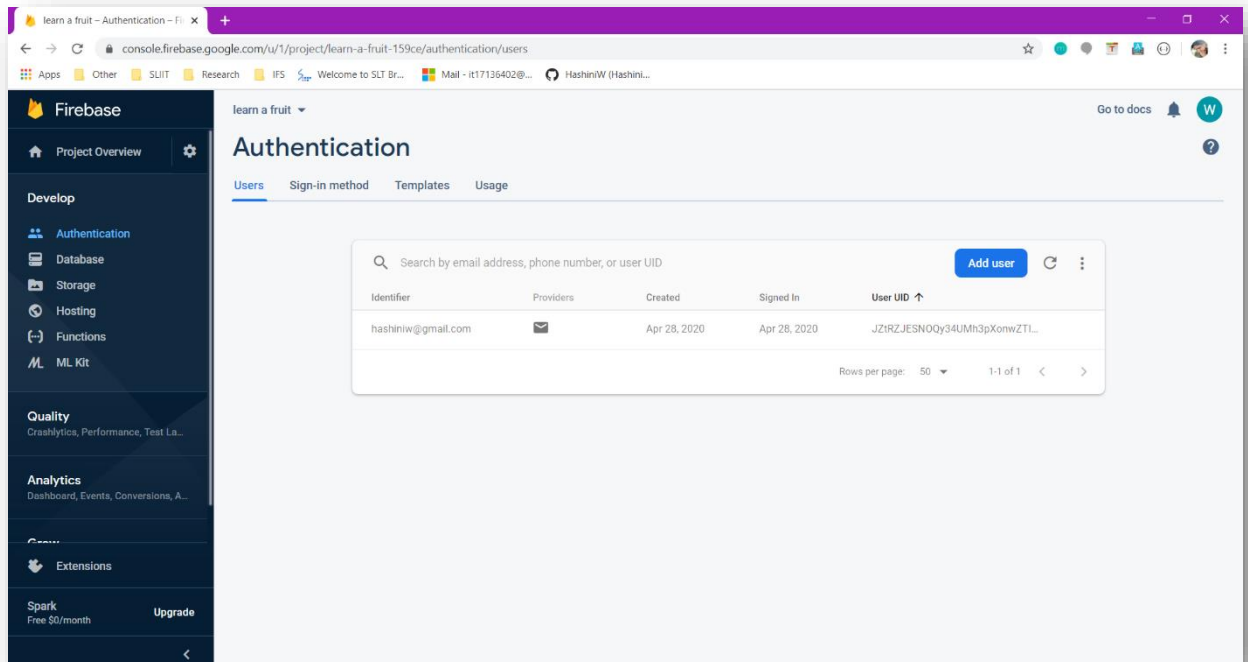 learn a fruit – Authentication – Fi
console.firebase.google.com/u/1/project/learn-a-fruit-159ce/authentication/users
Apps Other SLIIT Research IFS Welcome to SLT Br... Mail - it17136402@... HashiniW (Hashini...
Firebase
learn a fruit
Go to docs
W
Project Overview
Authentication
Users Sign-in method Templates Usage
Develop
Authentication
Database
Storage
Hosting
Functions
ML Kit
Search by email address, phone number, or user UID
Add user
Identifier Providers Created Signed In User UID
hashiniw@gmail.com Apr 28, 2020 Apr 28, 2020 JZtRZJESNOQy34UMh3pXonwZTl...
Rows per page: 50 1-1 of 1
Quality
Crashlytics, Performance, Test La...
Analytics
Dashboard, Events, Conversions, A...
Grow
Extensions
Spark
Free $0/month
Upgrade